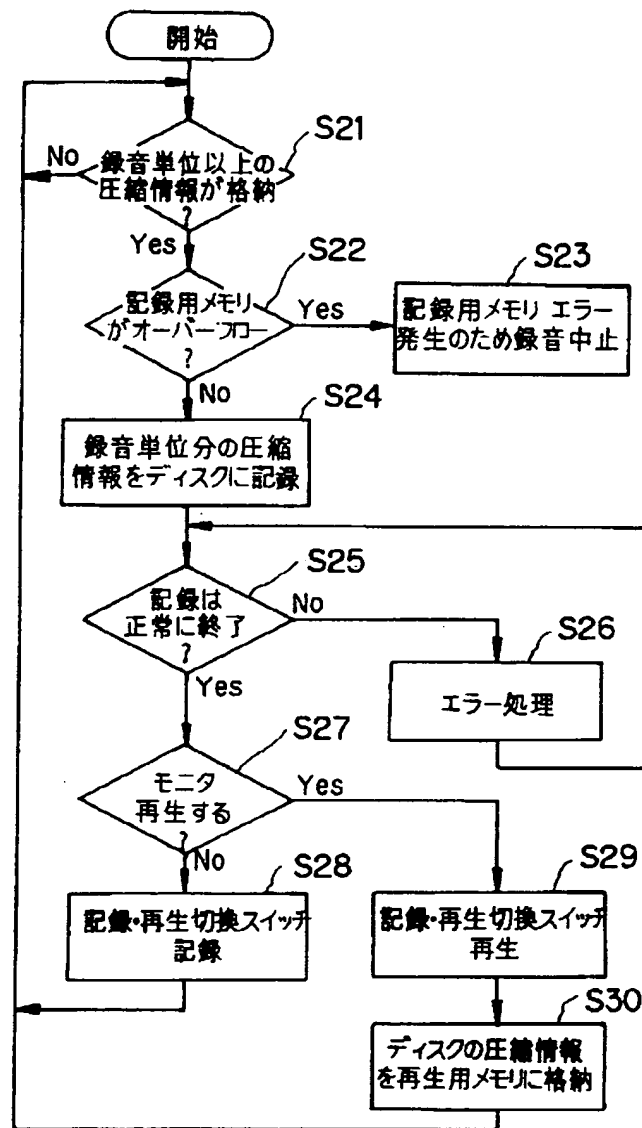 開始
S21
No
録音単位以上の
圧縮情報が格納
?
Yes
S22
記録用メモリ
がオーバーフロー
?
Yes
S23
記録用メモリ エラー
発生のため録音中止
No
S24
録音単位分の圧縮
情報をディスクに記録
S25
記録は
正常に終了
?
No
S26
エラー処理
Yes
S27
モニタ
再生する
?
Yes
No
S28
記録・再生切換スイッチ
記録
S29
記録・再生切換スイッチ
再生
S30
ディスクの圧縮情報
を再生用メモリに格納